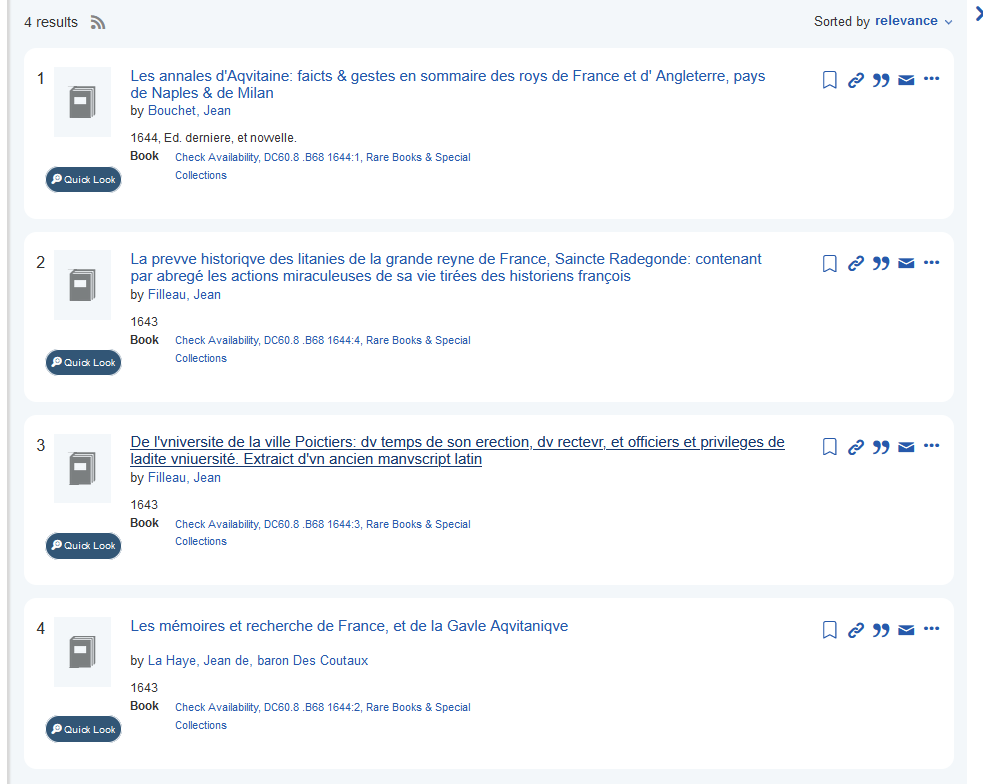 4 results
Sorted by relevance
1
Les annales d'Aqvitaine: faicts & gestes en sommaire des roys de France et d' Angleterre, pays
de Naples & de Milan
by Bouchet, Jean
1644, Ed. derniere, et novvelle.
Book Check Availability, DC60.8 .B68 1644:1, Rare Books & Special
Collections
Quick Look
2
La prevve historiqve des litanies de la grande reyne de France, Saincte Radegonde: contenant
par abregé les actions miraculeuses de sa vie tirées des historiens françois
by Filleau, Jean
1643
Book Check Availability, DC60.8 .B68 1644:4, Rare Books & Special
Collections
Quick Look
3
De l'vniversite de la ville Poictiers: dv temps de son erection, dv rectevr, et officiers et privileges de
ladite vniuersité. Extraict d'vn ancien manvscript latin
by Filleau, Jean
1643
Book Check Availability, DC60.8 .B68 1644:3, Rare Books & Special
Collections
Quick Look
4
Les mémoires et recherche de France, et de la Gavle Aqvitaniqve
by La Haye, Jean de, baron Des Coutaux
1643
Book Check Availability, DC60.8 .B68 1644:2, Rare Books & Special
Collections
Quick Look